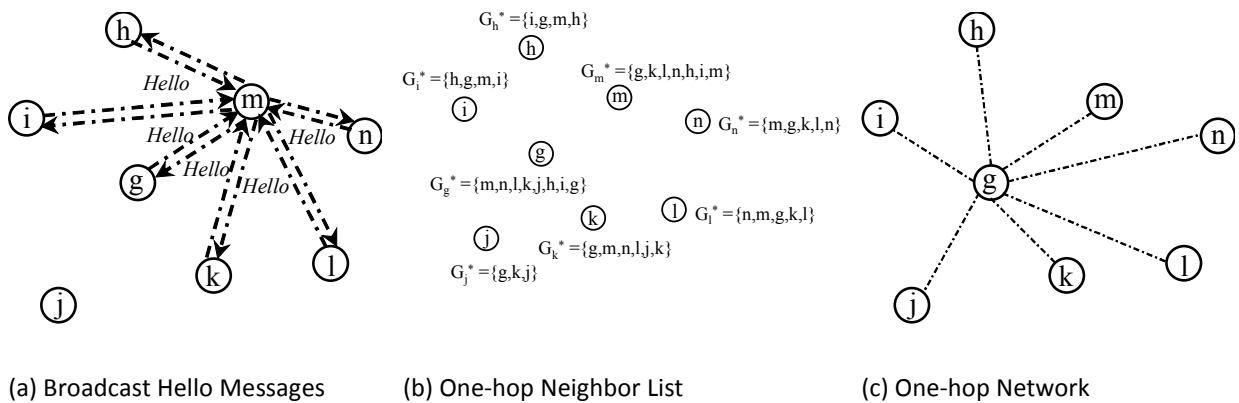 h
Hello
m
i
Hello
Hello
n
Hello
g
Hello
k
l
j
(a) Broadcast Hello Messages
G_h^* ={i,g,m,h}
h
G_i^* ={h,g,m,i}
G_m^* ={g,k,l,n,h,i,m}
i
m
n
G_n^* ={m,g,k,l,n}
g
G_g^* ={m,n,l,k,j,h,i,g}
l
G_l^* ={n,m,g,k,l}
k
j
G_k^* ={g,m,n,l,j,k}
G_j^* ={g,k,j}
(b) One-hop Neighbor List
h
m
i
n
g
k
l
j
(c) One-hop Network